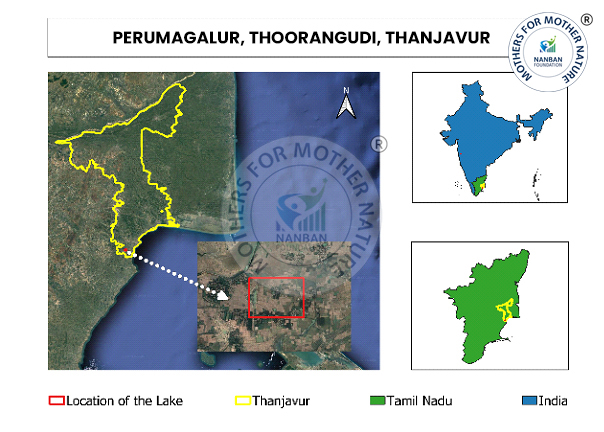 PERUMAGALUR, THOORANGUDI, THANJAVUR
MOTHERS FOR MOTHER NATURE
®
NANBAN
FOUNDATION
N
MOTHERS FOR MOTHER NATURE
®
NANBAN
Location of the Lake
Thanjavur
Tamil Nadu
India